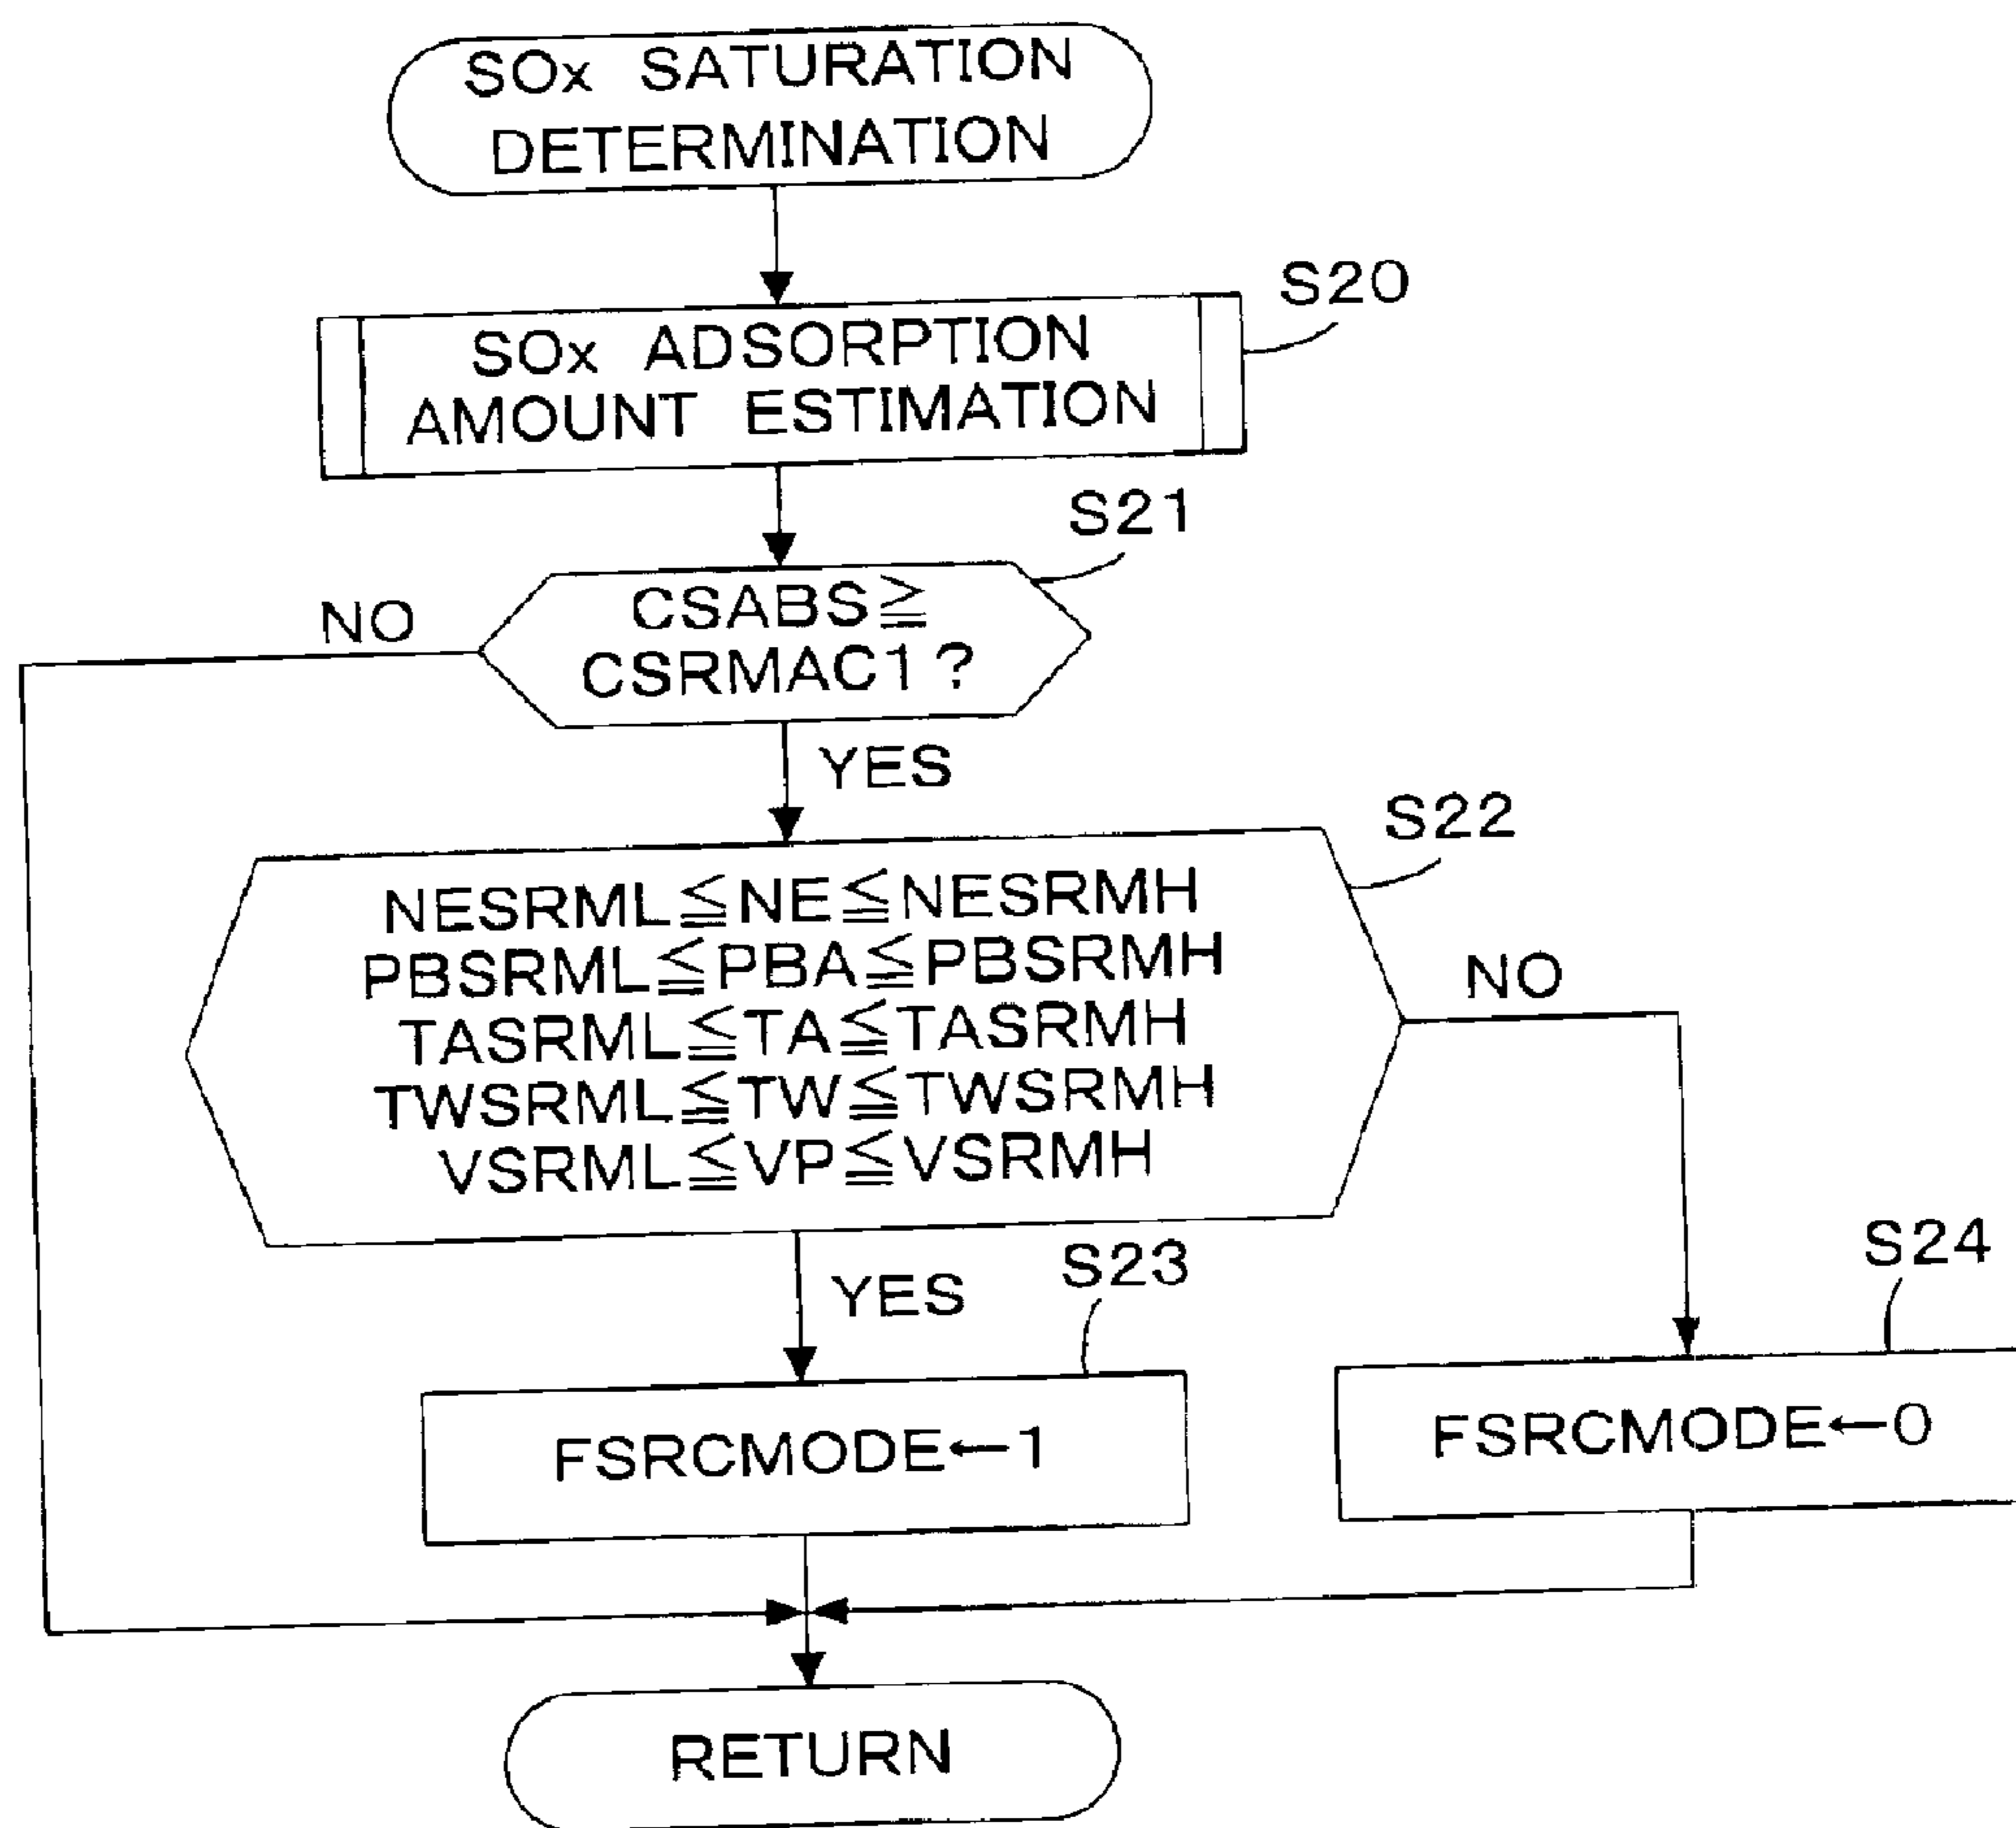 SOx SATURATION
DETERMINATION
S20
SOx ADSORPTION
AMOUNT ESTIMATION
S21
CSABS≧
CSRMAC1?
NO
YES
S22
NESRML≦NE≦NESRMH
PBSRML≦PBA≦PBSRMH
TASRML≦TA≦TASRMH
TWSRML≦TW≦TWSRMH
VSRML≦VP≦VSRMH
NO
YES
S23
S24
FSRCMODE←1
FSRCMODE←0
RETURN